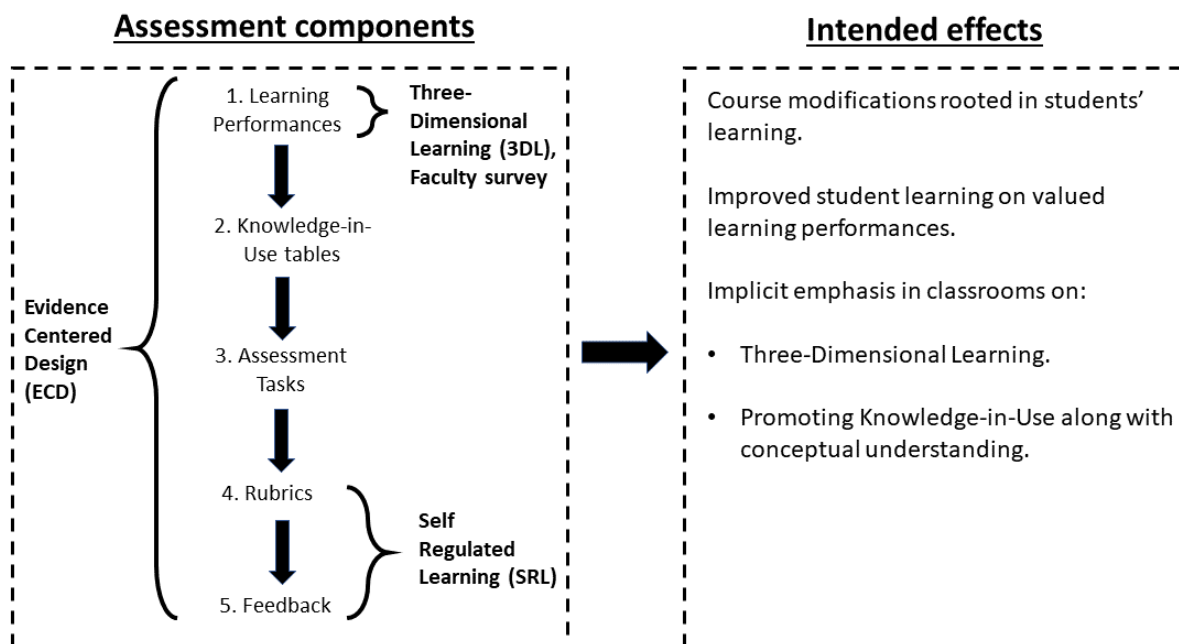 Assessment components
Intended effects
1. Learning
Performances
Three-
Dimensional
Learning (3DL),
Faculty survey
2. Knowledge-in-
Use tables
Evidence
Centered
Design
(ECD)
3. Assessment
Tasks
4. Rubrics
Self
Regulated
Learning (SRL)
5. Feedback
Course modifications rooted in students’
learning.
Improved student learning on valued
learning performances.
Implicit emphasis in classrooms on:
• Three-Dimensional Learning.
• Promoting Knowledge-in-Use along with
conceptual understanding.